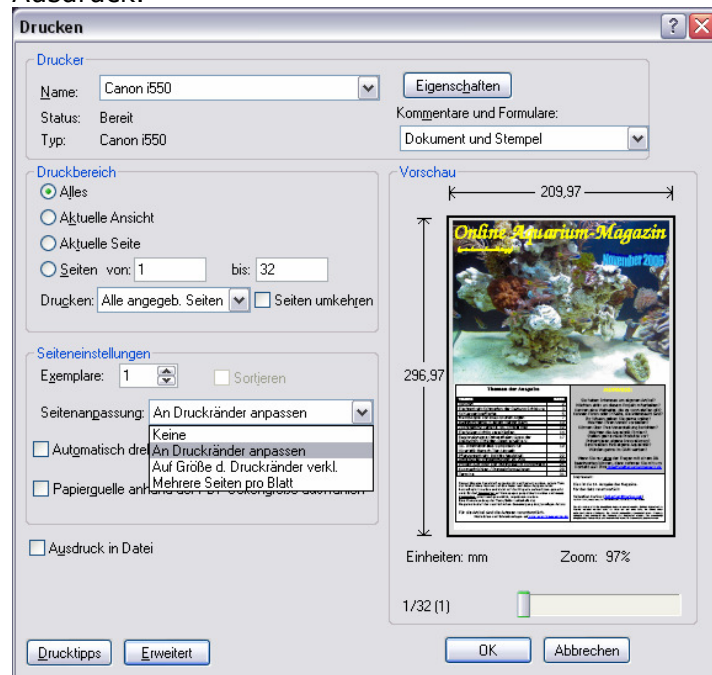 Ausdruck:
Drucken
Drucker
Name: Canon i550
Eigenschaften
Status: Bereit
Kommentare und Formulare:
Typ: Canon i550
Dokument und Stempel
Druckbereich
Alles
Aktuelle Ansicht
Aktuelle Seite
Seiten von: 1 bis: 32
Drucken: Alle angegeb. Seiten
Seiten umkehren
Seiteneinstellungen
Exemplare: 1
Sortieren
Seitenanpassung: An Druckränder anpassen
Keine
An Druckränder anpassen
Auf Größe d. Druckränder verkl.
Mehrere Seiten pro Blatt
Automatisch dre
Papierquelle
Ausdruck in Datei
Vorschau
209,97
296,97
Online Aquarium-Magazin
November 2006
Themen der Ausgabe
Einheiten: mm
Zoom: 97%
1/32 (1)
Drucktipps
Erweitert
OK
Abbrechen